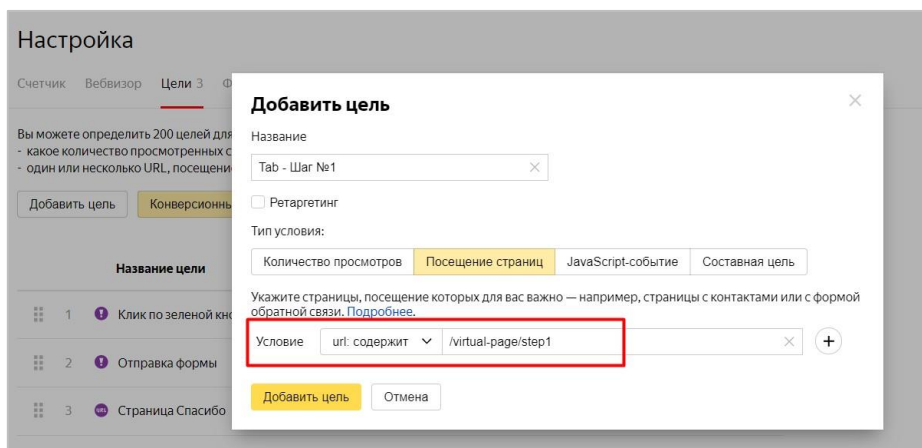 Настройка
Счетчик Вебвизор Цели 3 Ф
Вы можете определить 200 целей для
- какое количество просмотренных с
- один или несколько URL, посещени
Добавить цель Конверсионнь
Название цели
1 Клик по зеленой кно
2 Отправка формы
3 URL Страница Спасибо
Добавить цель
Название
Tab - Шаг №1
Ретаргетинг
Тип условия:
Количество просмотров Посещение страниц JavaScript-событие Составная цель
Укажите страницы, посещение которых для вас важно — например, страницы с контактами или с формой
обратной связи. Подробнее.
Условие url: содержит /virtual-page/step1
Добавить цель Отмена